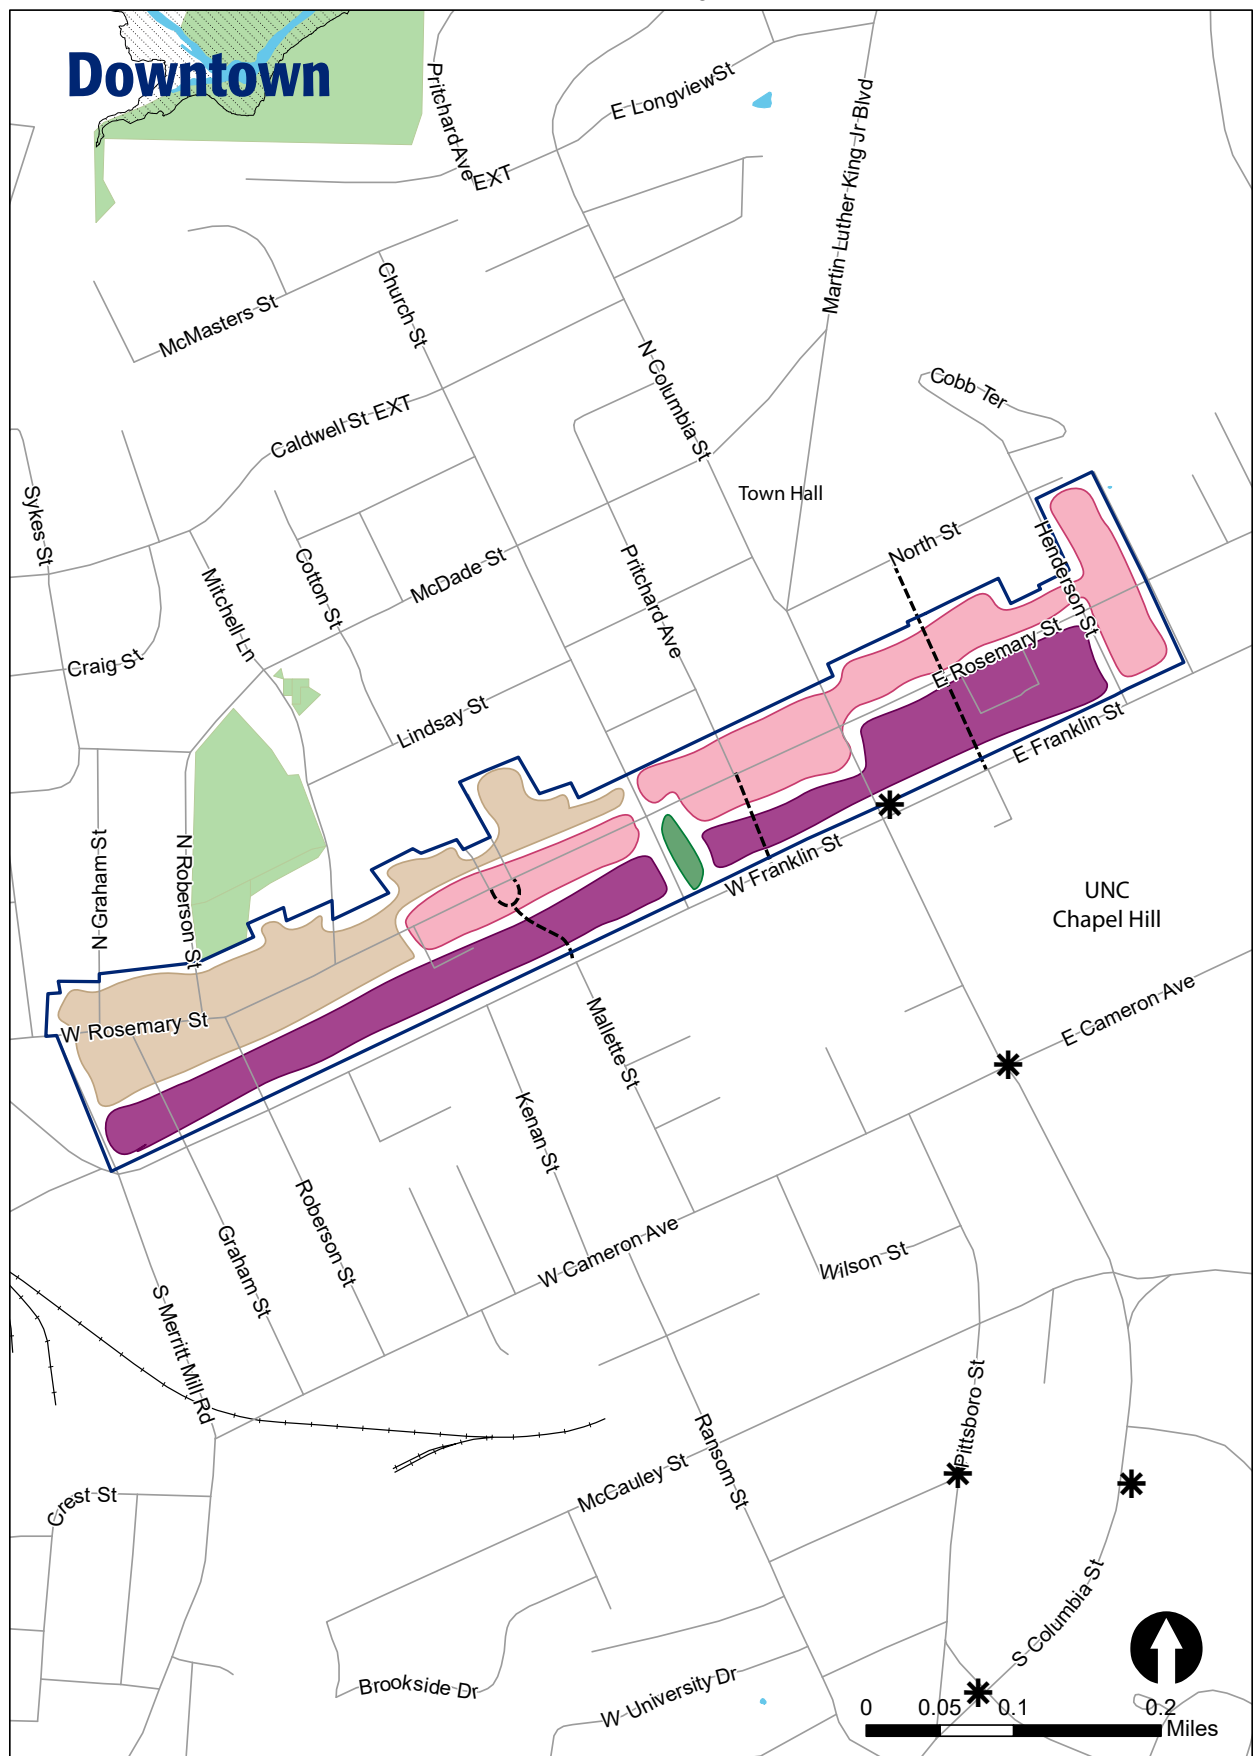 Downtown
Pritchard Ave
EXT
E Longview St
Martin Luther King Jr Blvd
McMasters St
Church St
N Columbia St
Cobb Ter
Caldwell St EXT
Sykes St
Town Hall
North St
Henderson St
Mitchell Ln
Cotton St
McDade St
Pritchard Ave
Craig St
E Rosemary St
Lindsay St
E Franklin St
N Graham St
N Roberson St
W Franklin St
UNC
Chapel Hill
W Rosemary St
Mallette St
E Cameron Ave
Kenan St
Roberson St
Graham St
W Cameron Ave
Wilson St
S Merritt Mill Rd
Pittsboro St
Ransom St
McCauley St
Crest St
S Columbia St
Brookside Dr
W University Dr
0 0.05 0.1 0.2
Miles